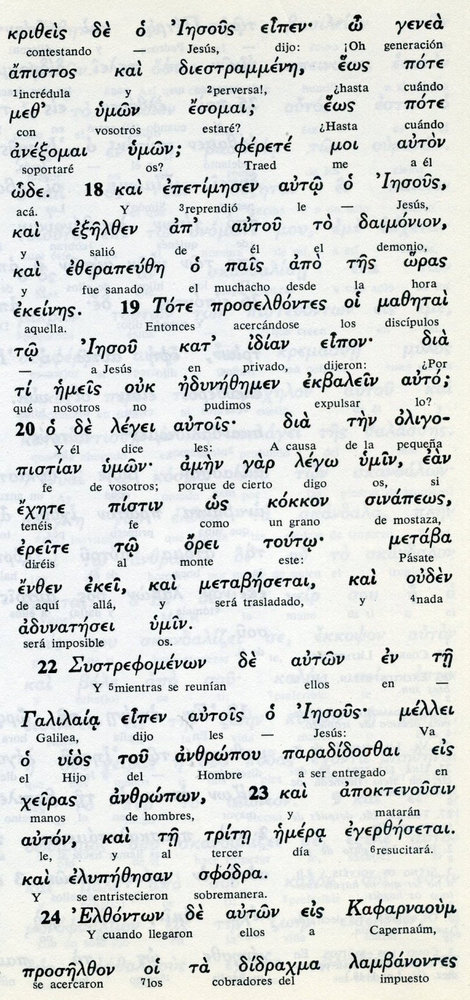 κριθεὶς δὲ ὁ Ἰησοῦς εἶπεν· ὦ γενεὰ
contestando — Jesús, dijo: ¡Oh generación
ἄπιστος καὶ διεστραμμένη, ἕως πότε
1incrédula y 2perversa!, ¿hasta cuándo
μεθ’ ὑμῶν ἔσομαι; ἕως πότε
con vosotros estaré? ¿Hasta cuándo
ἀνέξομαι ὑμῶν; φέρετέ μοι αὐτὸν
soportaré os? Traed me a él
ὧδε. 18 καὶ ἐπετίμησεν αὐτῷ ὁ Ἰησοῦς,
acá. Y 3reprendió le — Jesús,
καὶ ἐξῆλθεν ἀπ’ αὐτοῦ τὸ δαιμόνιον,
y salió de él el demonio,
καὶ ἐθεραπεύθη ὁ παῖς ἀπὸ τῆς ὥρας
y fue sanado el muchacho desde la hora
ἐκείνης. 19 Τότε προσελθόντες οἱ μαθηταὶ
aquella. Entonces acercándose los discípulos
τῷ Ἰησοῦ κατ’ ἰδίαν εἶπον· διὰ
— a Jesús en privado, dijeron: ¿Por
τί ἡμεῖς οὐκ ἠδυνήθημεν ἐκβαλεῖν αὐτό;
qué nosotros no pudimos expulsar lo?
20 ὁ δὲ λέγει αὐτοῖς· διὰ τὴν ὀλιγο-
Y él dice les: A causa de la pequeña
πιστίαν ὑμῶν· ἀμὴν γὰρ λέγω ὑμῖν, ἐὰν
fe de vosotros; porque de cierto digo os, si
ἔχητε πίστιν ὡς κόκκον σινάπεως,
tenéis fe como un grano de mostaza,
ἐρεῖτε τῷ ὄρει τούτῳ· μετάβα
diréis al monte este: Pásate
ἔνθεν ἐκεῖ, καὶ μεταβήσεται, καὶ οὐδὲν
de aquí allá, y será trasladado, y 4nada
ἀδυνατήσει ὑμῖν.
será imposible os.
22 Συστρεφομένων δὲ αὐτῶν ἐν τῇ
Y 5mientras se reunían ellos en
Γαλιλαίᾳ εἶπεν αὐτοῖς ὁ Ἰησοῦς· μέλλει
Galilea, dijo les — Jesús: Va
ὁ υἱὸς τοῦ ἀνθρώπου παραδίδοσθαι εἰς
el Hijo del Hombre a ser entregado en
χεῖρας ἀνθρώπων, 23 καὶ ἀποκτενοῦσιν
manos de hombres, y matarán
αὐτόν, καὶ τῇ τρίτῃ ἡμέρᾳ ἐγερθήσεται.
le, y al tercer día 6resucitará.
καὶ ἐλυπήθησαν σφόδρα.
Y se entristecieron sobremanera.
24 Ἐλθόντων δὲ αὐτῶν εἰς Καφαρναοὺμ
Y cuando llegaron ellos a Capernaúm,
προσῆλθον οἱ τὰ δίδραχμα λαμβάνοντες
se acercaron 7los cobradores del impuesto